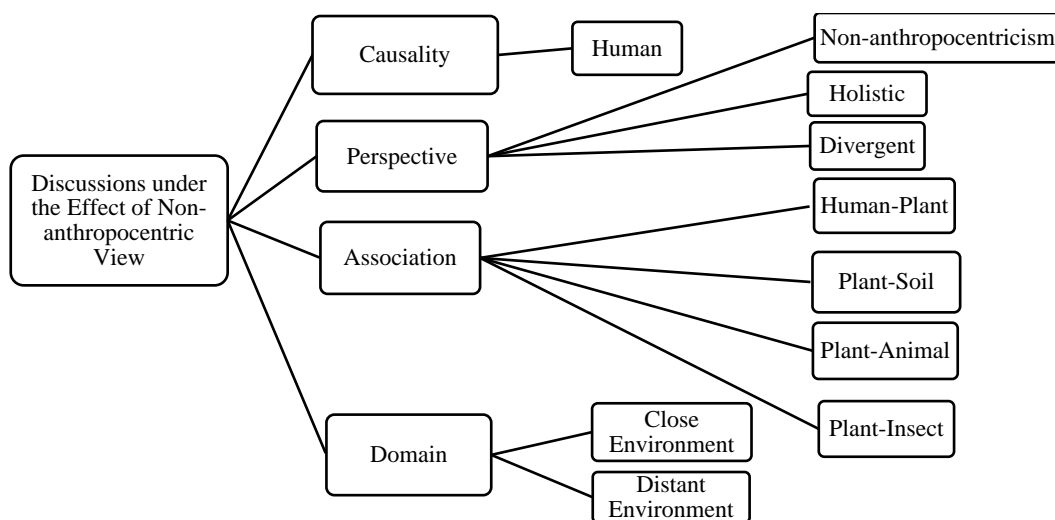 Discussions under
the Effect of Non-
anthropocentric
View
Causality
Human
Perspective
Non-anthropocentricism
Holistic
Divergent
Association
Human-Plant
Plant-Soil
Plant-Animal
Plant-Insect
Domain
Close
Environment
Distant
Environment